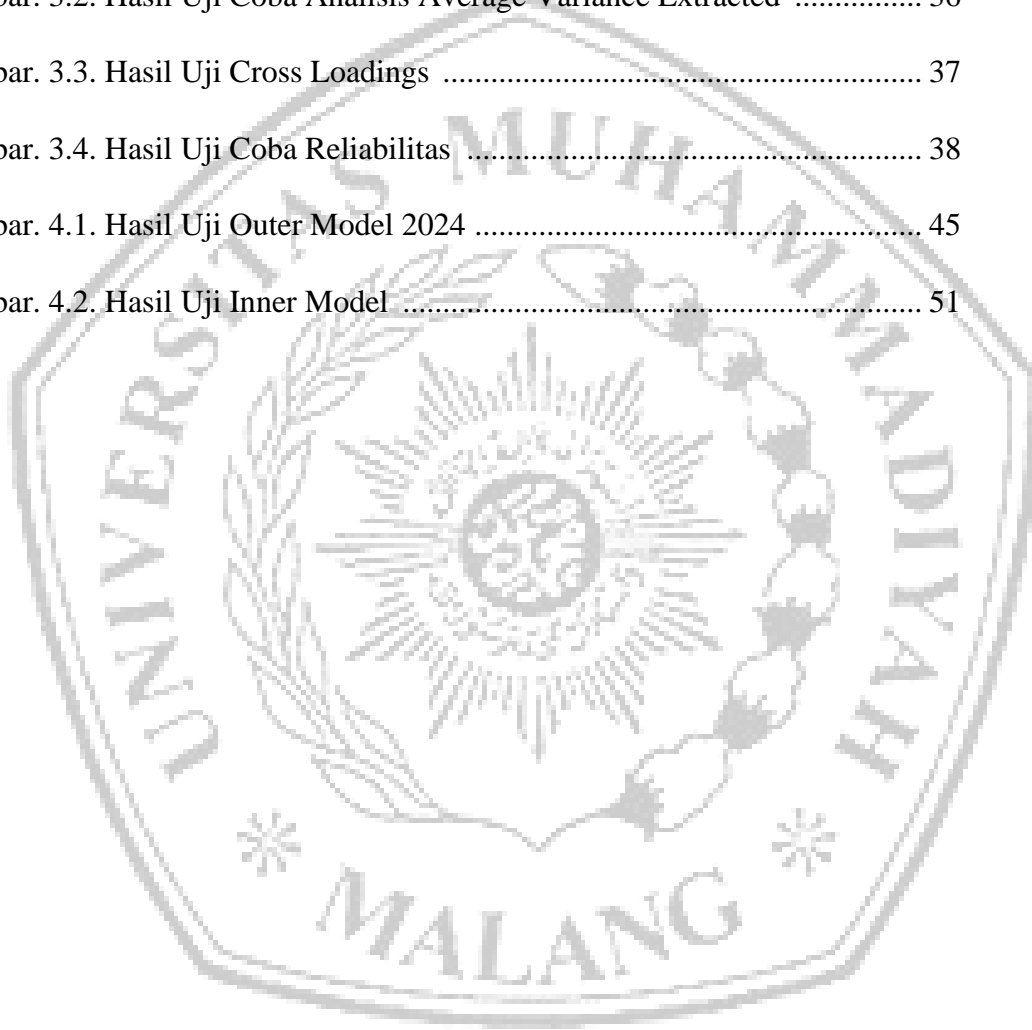 bar. 3.2. Hasil Uji Coba Analisis Average Variance Extracted ................ 36
bar. 3.3. Hasil Uji Cross Loadings ............................................................. 37
bar. 3.4. Hasil Uji Coba Reliabilitas .......................................................... 38
bar. 4.1. Hasil Uji Outer Model 2024 ......................................................... 45
bar. 4.2. Hasil Uji Inner Model .................................................................. 51
UNIVERSITAS MUHAMMADIYAH
MALANG